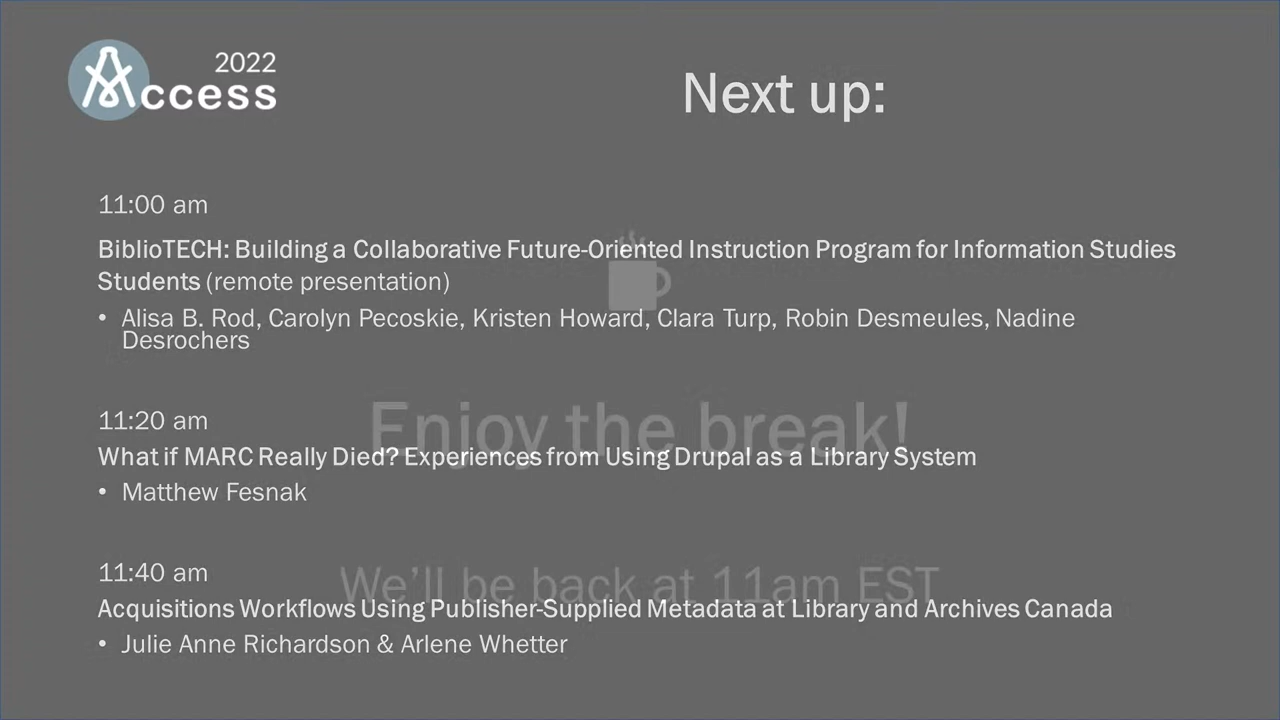 2022
Access
Next up:
11:00 am
BiblioTECH: Building a Collaborative Future-Oriented Instruction Program for Information Studies
Students (remote presentation)
• Alisa B. Rod, Carolyn Pecoskie, Kristen Howard, Clara Turp, Robin Desmeules, Nadine
Desrochers
Enjoy the break!
11:20 am
What if MARC Really Died? Experiences from Using Drupal as a Library System
• Matthew Fesnak
We'll be back at 11am EST
11:40 am
Acquisitions Workflows Using Publisher-Supplied Metadata at Library and Archives Canada
• Julie Anne Richardson & Arlene Whetter